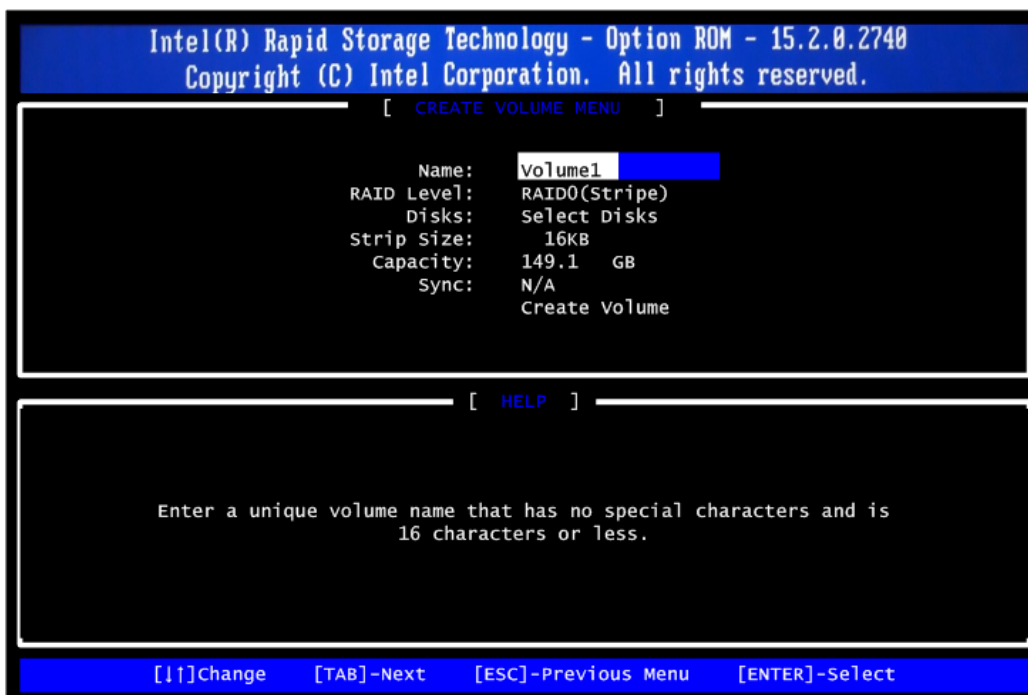 Intel(R) Rapid Storage Technology - Option ROM - 15.2.0.2740
Copyright (C) Intel Corporation. All rights reserved.
[ CREATE VOLUME MENU ]
Name: Volume1
RAID Level: RAID0(Stripe)
Disks: Select Disks
Strip Size: 16KB
Capacity: 149.1 GB
Sync: N/A
Create Volume
[ HELP ]
Enter a unique volume name that has no special characters and is
16 characters or less.
[↓↑]Change [TAB]-Next [ESC]-Previous Menu [ENTER]-Select